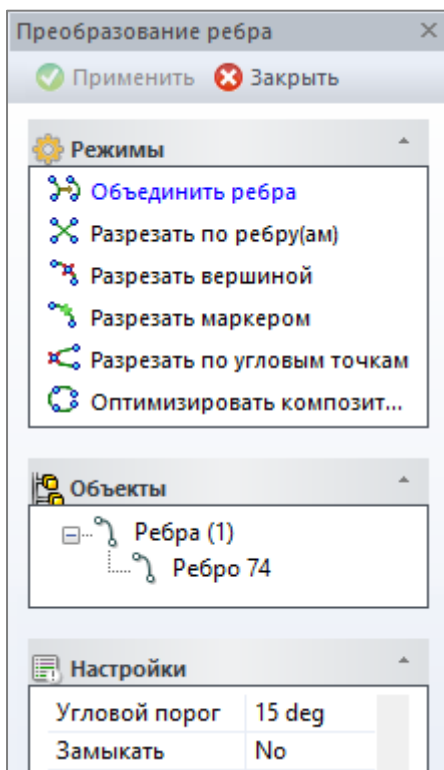 Преобразование ребра
Применить Закрыть
Режимы
Объединить ребра
Разрезать по ребру(ам)
Разрезать вершиной
Разрезать маркером
Разрезать по угловым точкам
Оптимизировать композит...
Объекты
Ребра (1)
Ребро 74
Настройки
Угловой порог 15 deg
Замыкать No